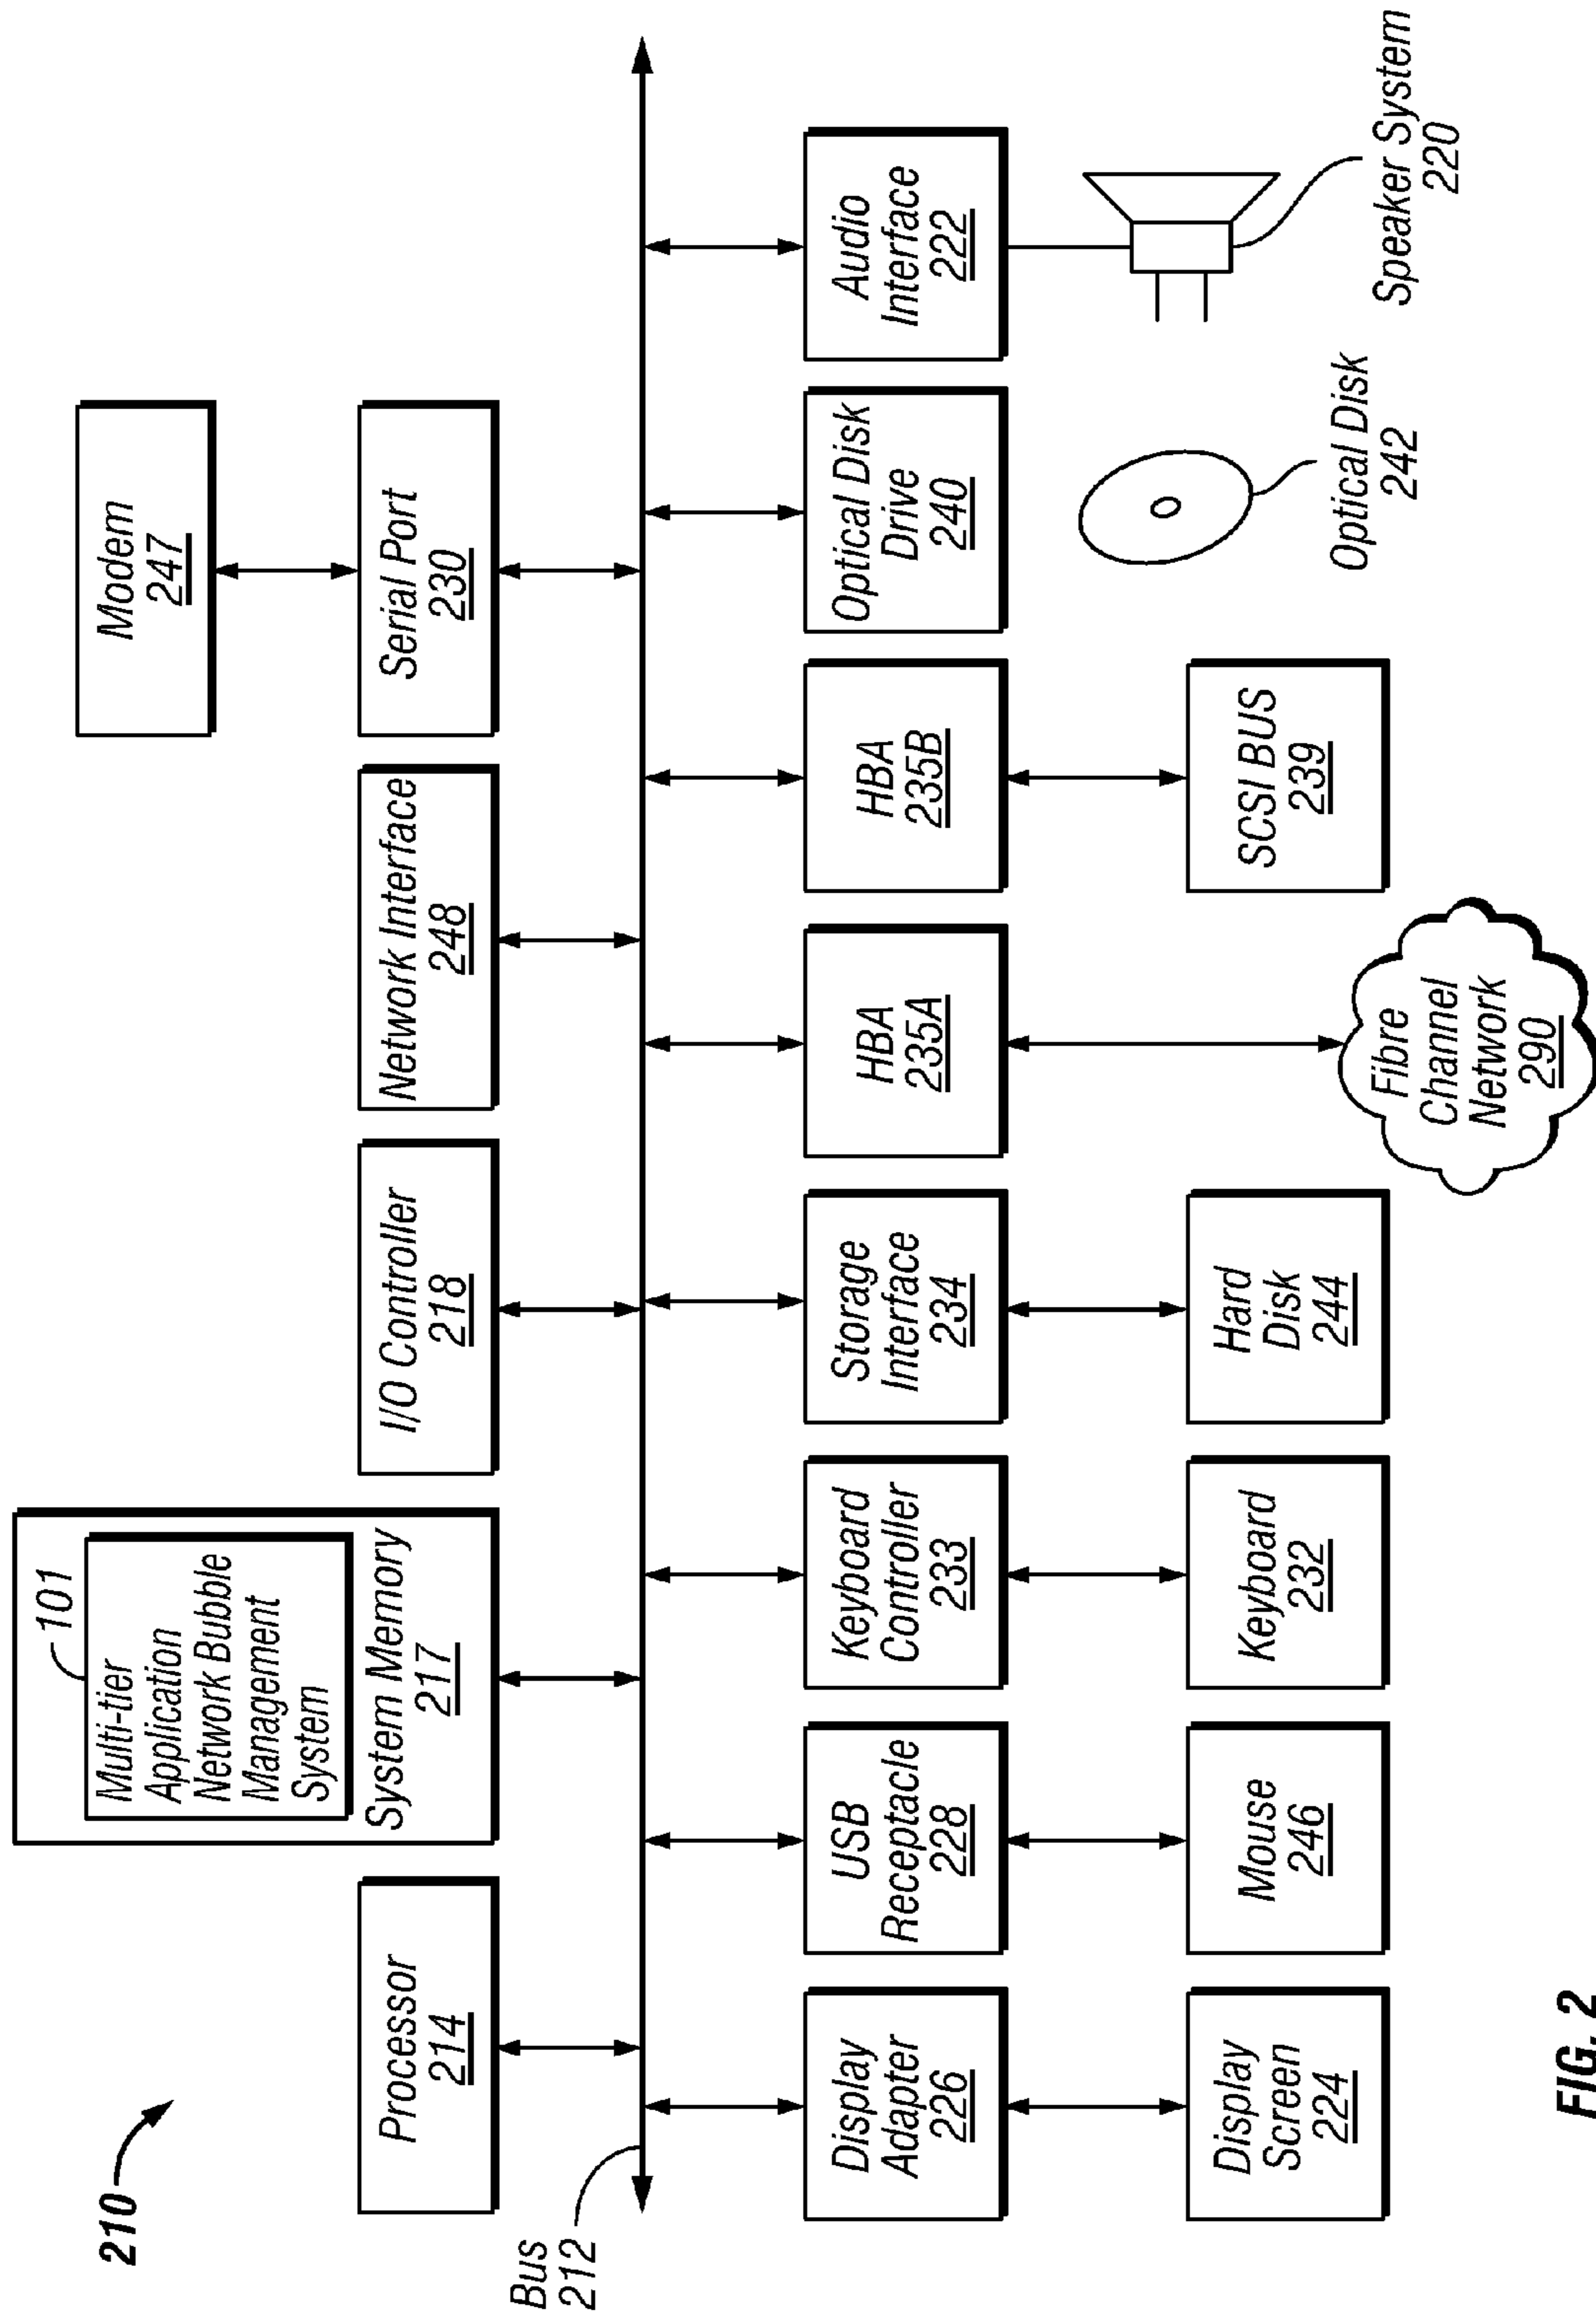 210
Modem
247
101
Multi-tier
Application
Network Bubble
Management
System
System Memory
217
Processor
214
I/O Controller
218
Network Interface
248
Serial Port
230
Bus
212
Display
Adapter
226
USB
Receptacle
228
Keyboard
Controller
233
Storage
Interface
234
HBA
235A
HBA
235B
Optical Disk
Drive
240
Audio
Interface
222
Display
Screen
224
Mouse
246
Keyboard
232
Hard
Disk
244
Fibre
Channel
Network
290
SCSI BUS
239
Optical Disk
242
Speaker System
220
FIG. 2